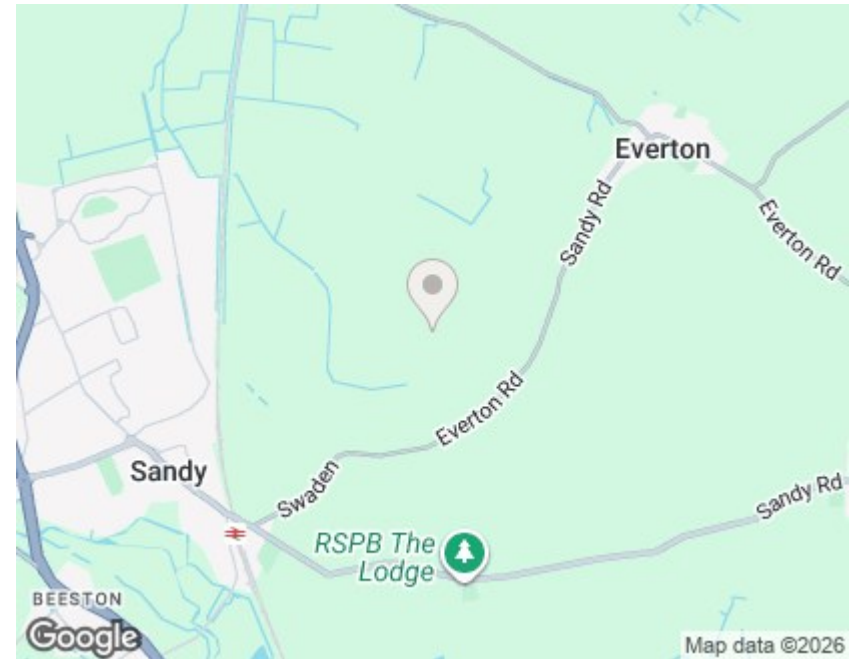 Everton
Sandy Rd
Everton Rd
Everton Rd
Sandy
Swaden
Sandy Rd
RSPB The
Lodge
BEESTON
Google
Map data ©2026